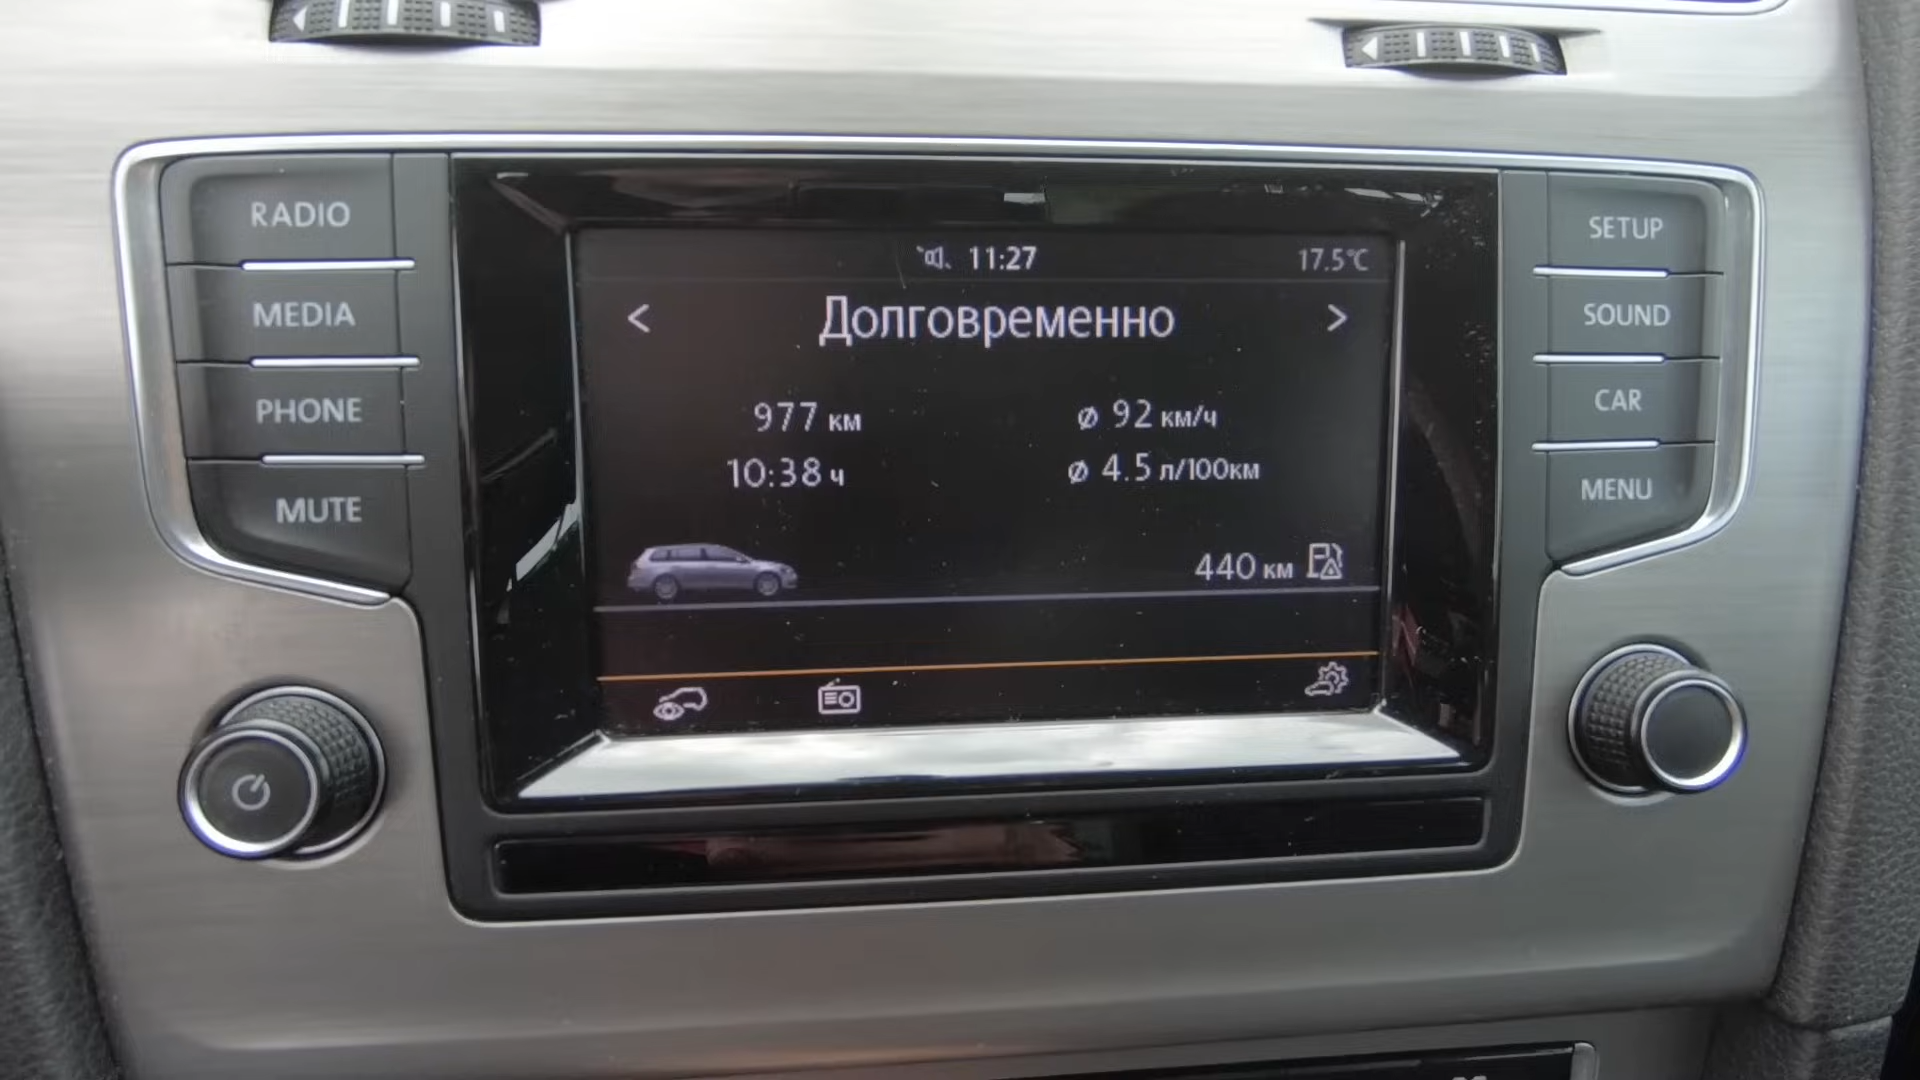 RADIO
MEDIA
PHONE
MUTE
11:27
17.5°C
< Долговременно >
977 км
ø 92 км/ч
10:38 ч
ø 4.5 л/100км
440 км
SETUP
SOUND
CAR
MENU